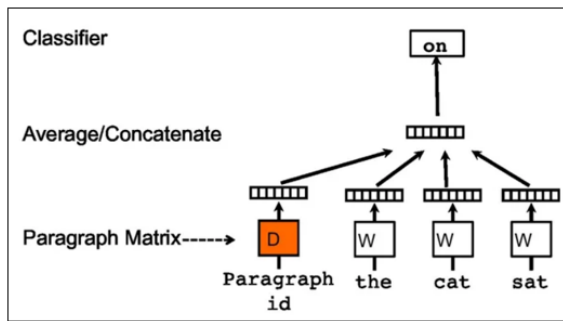 Classifier
on
Average/Concatenate
Paragraph Matrix
D W W W
Paragraph the cat sat
id